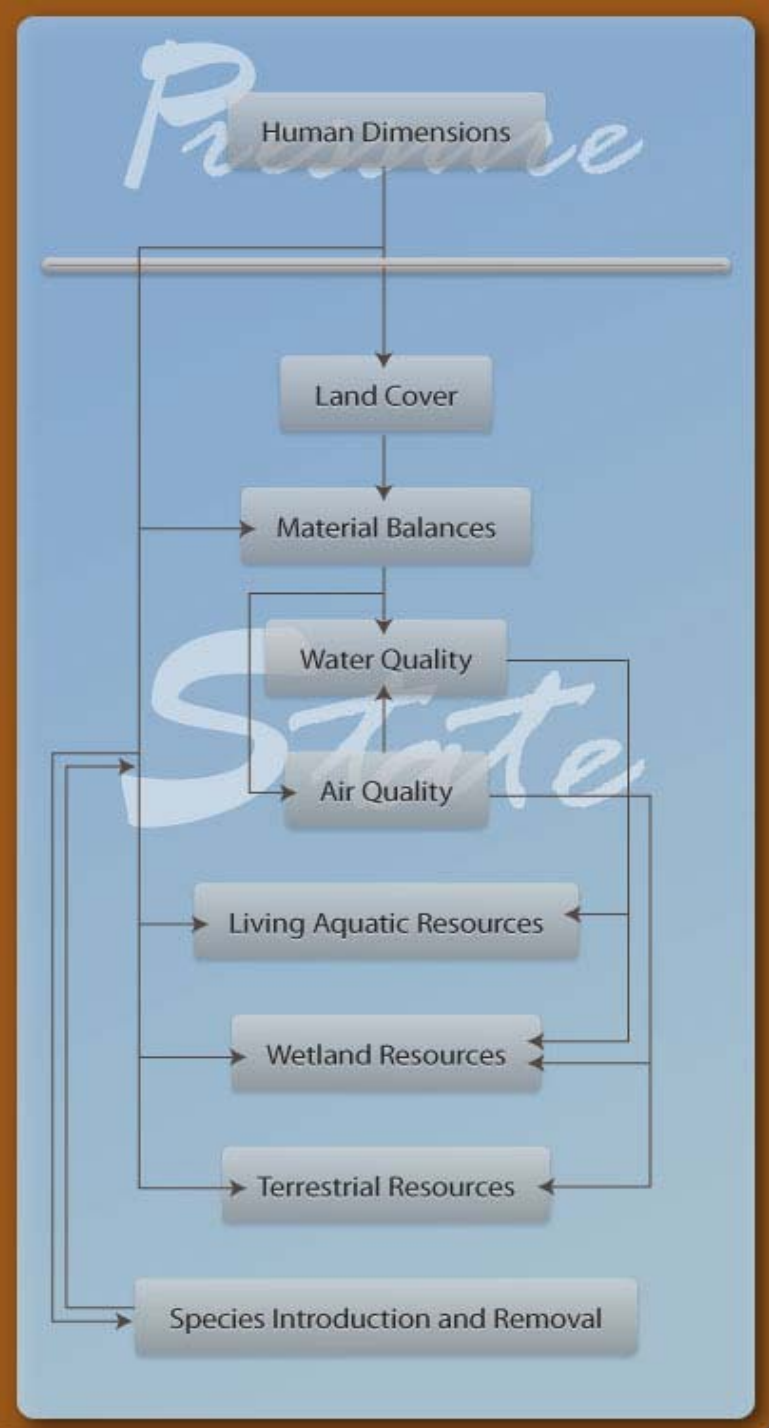 Pressure
Human Dimensions
Land Cover
Material Balances
Water Quality
State
Air Quality
Living Aquatic Resources
Wetland Resources
Terrestrial Resources
Species Introduction and Removal